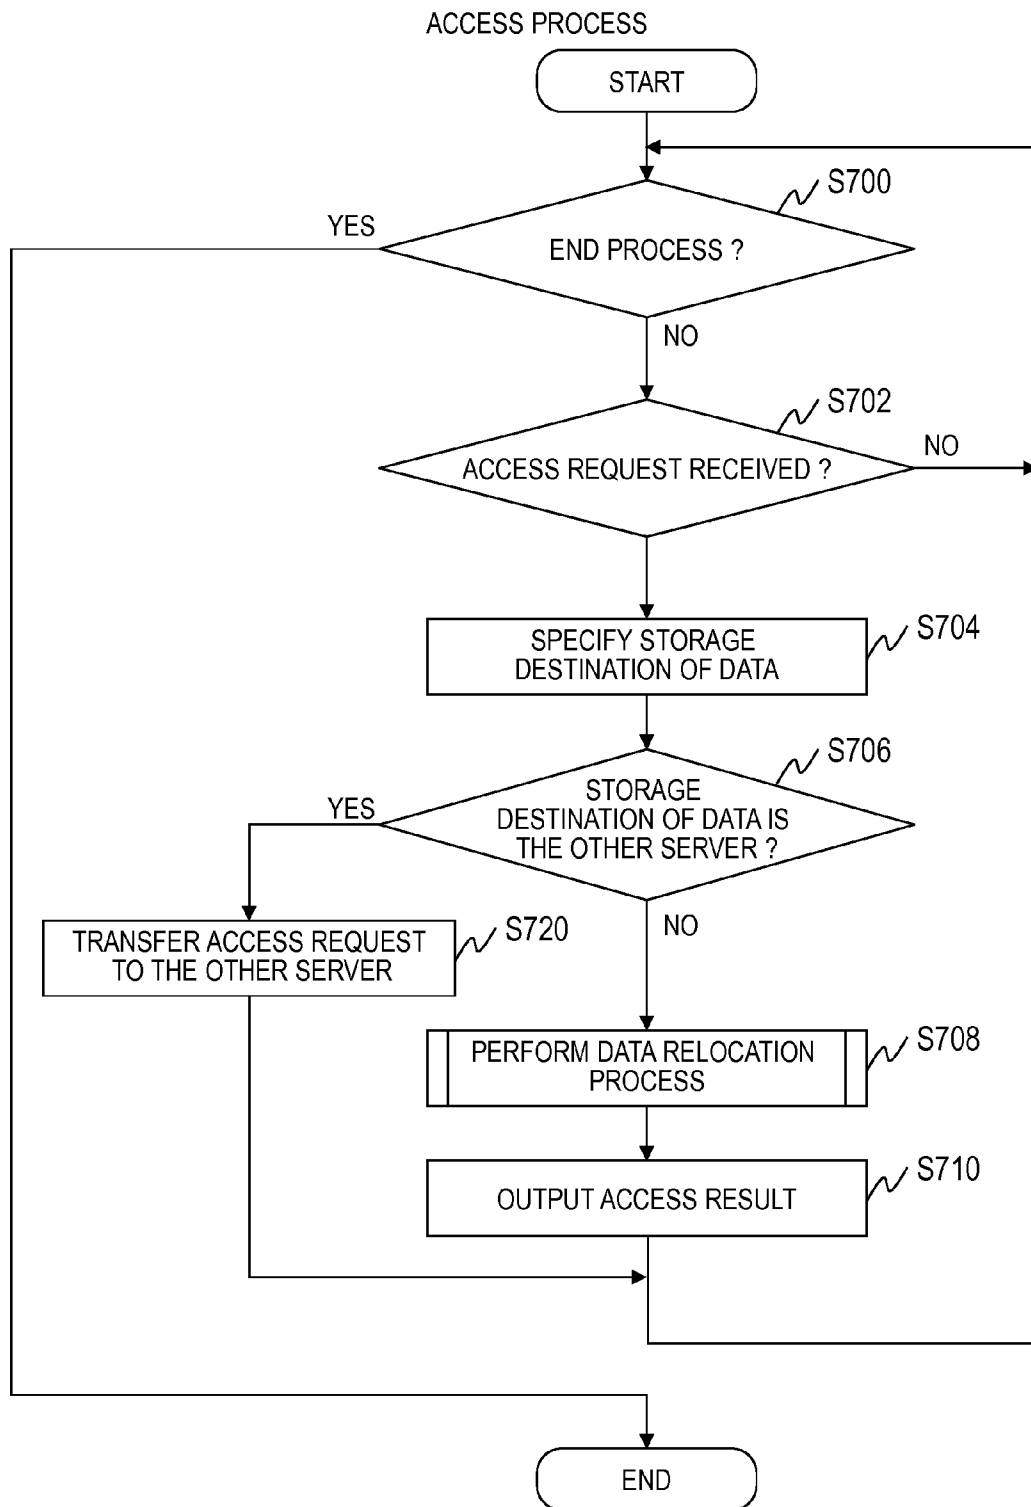 ACCESS PROCESS
START
S700
YES
END PROCESS ?
NO
S702
NO
ACCESS REQUEST RECEIVED ?
S704
SPECIFY STORAGE
DESTINATION OF DATA
S706
YES
STORAGE
DESTINATION OF DATA IS
THE OTHER SERVER ?
NO
S720
TRANSFER ACCESS REQUEST
TO THE OTHER SERVER
S708
PERFORM DATA RELOCATION
PROCESS
S710
OUTPUT ACCESS RESULT
END